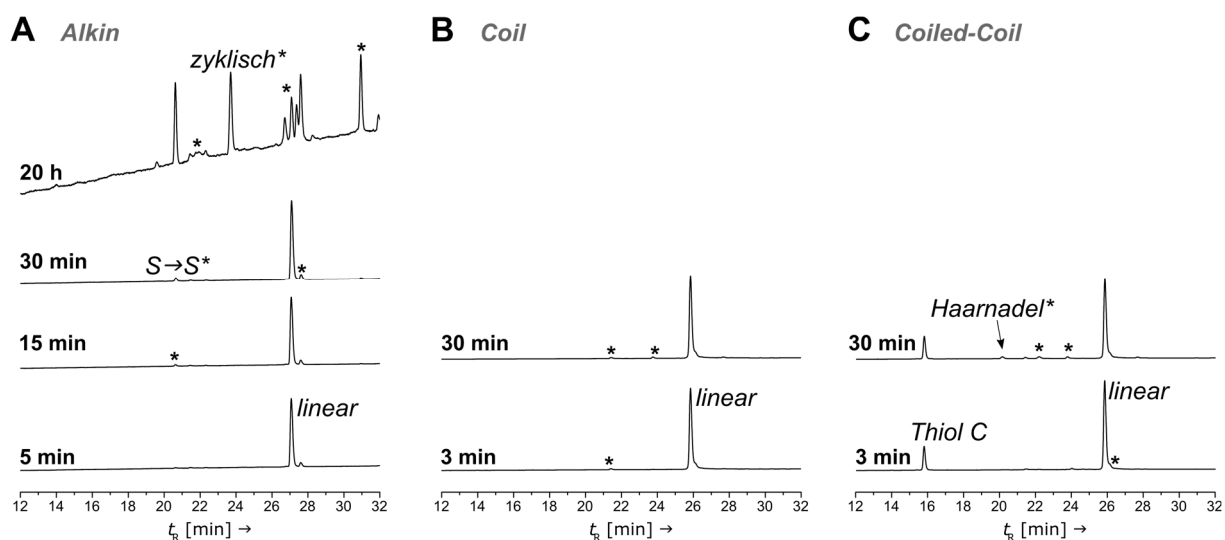 A Alkin
zyklisch*
*
*
*
20 h
30 min
S→S*
*
15 min
*
5 min
linear
12 14 16 18 20 22 24 26 28 30 32
tR [min] →
B Coil
30 min
* *
3 min
*
linear
12 14 16 18 20 22 24 26 28 30 32
tR [min] →
C Coiled-Coil
Haarnadel*
30 min
* *
linear
Thiol C
3 min
*
12 14 16 18 20 22 24 26 28 30 32
tR [min] →